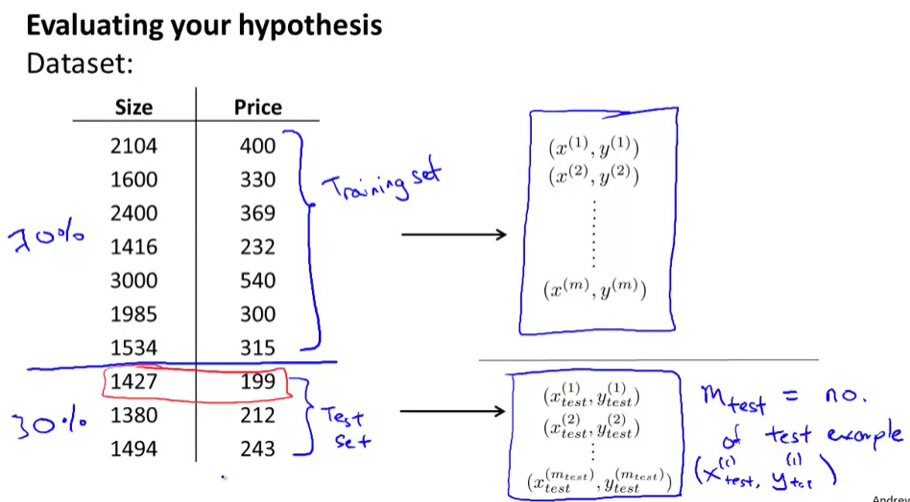 Evaluating your hypothesis
Dataset:
Size Price
2104 400
1600 330
2400 369
1416 232
3000 540
1985 300
1534 315
1427 199
1380 212
1494 243
70%
30%
Training set
Test
set
(x^{(1)}, y^{(1)})
(x^{(2)}, y^{(2)})
⋮
(x^{(m)}, y^{(m)})
(x_{test}^{(1)}, y_{test}^{(1)})
(x_{test}^{(2)}, y_{test}^{(2)})
⋮
(x_{test}^{(m_{test})}, y_{test}^{(m_{test})})
m_{test} = no.
of test example
(x_{test}^{(1)}, y_{test}^{(1)})
Andrew